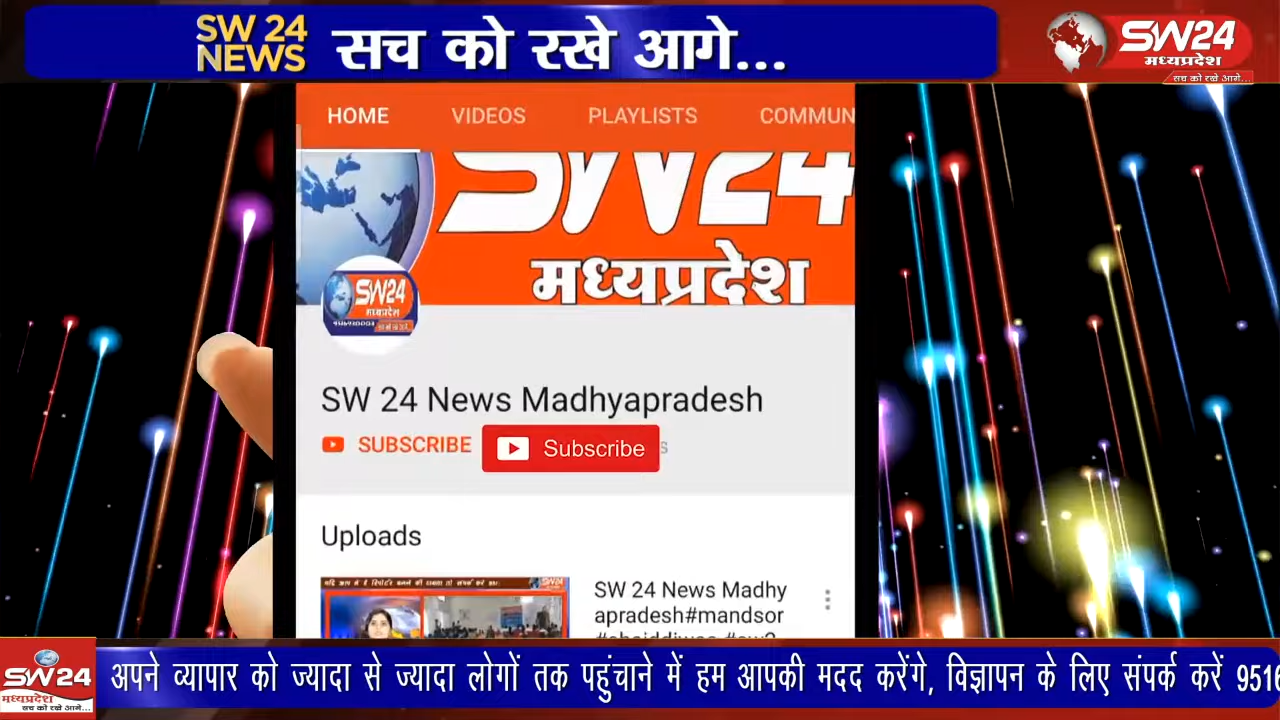 SW 24
NEWS
सच को रखे आगे...
SW24
मध्यप्रदेश
सच को रखे आगे...
HOME VIDEOS PLAYLISTS COMMUN
SW24
मध्यप्रदेश
SW24
मध्यप्रदेश
SW 24 News Madhyapradesh
SUBSCRIBE
Subscribe
Uploads
SW 24 News Madhy
apradesh#mandsor
SW24
मध्यप्रदेश
सच को रखे आगे...
अपने व्यापार को ज्यादा से ज्यादा लोगों तक पहुंचाने में हम आपकी मदद करेंगे, विज्ञापन के लिए संपर्क करें 9516